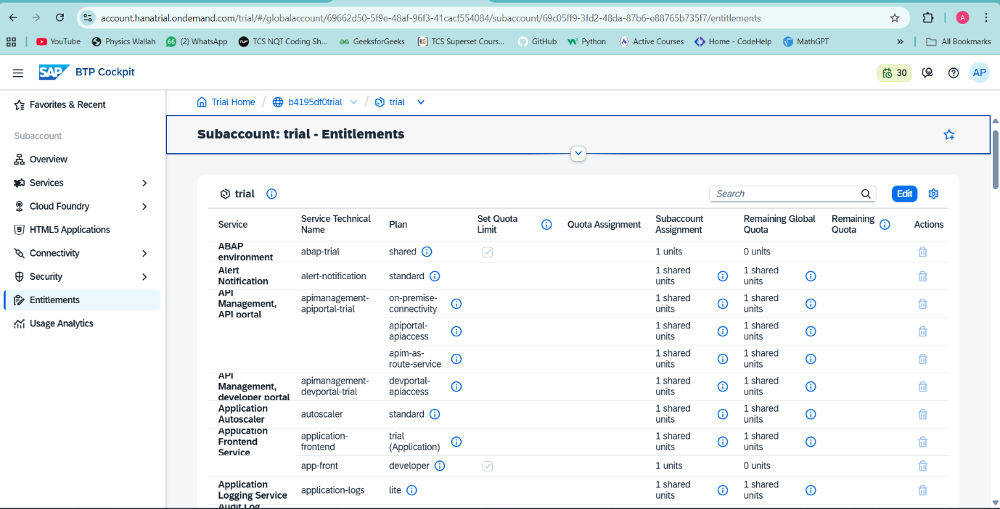 account.hanatrial.ondemand.com/trial/#/globalaccount/69662d50-5f9e-48af-96f3-41cacf554084/subaccount/69c05ff9-3fd2-48da-87b6-e88765b735f7/entitlements
A
YouTube
Physics Wallah
66
(2) WhatsApp
TCS NQT Coding Sh...
GeeksforGeeks
TCS Superset Cours...
GitHub
Python
Active Courses
Home - CodeHelp
MathGPT
»
All Bookmarks
SAP
BTP Cockpit
30
AP
Favorites & Recent
Subaccount
Overview
Services
Cloud Foundry
HTML5 Applications
Connectivity
Security
Entitlements
Usage Analytics
Trial Home / b4195df0trial / trial
Subaccount: trial - Entitlements
trial
Search
Edit
Service
Service Technical
Name
Plan
Set Quota
Limit
Quota Assignment
Subaccount
Assignment
Remaining Global
Quota
Remaining
Quota
Actions
ABAP
environment
abap-trial
shared
1 units
0 units
Alert
Notification
alert-notification
standard
1 shared
units
1 shared
units
API
Management,
API portal
apimanagement-
apiportal-trial
on-premise-
connectivity
1 shared
units
1 shared
units
apiportal-
apiaccess
1 shared
units
1 shared
units
apim-as-
route-service
1 shared
units
1 shared
units
API
Management,
developer portal
apimanagement-
devportal-trial
devportal-
apiaccess
1 shared
units
1 shared
units
Application
Autoscaler
autoscaler
standard
1 shared
units
1 shared
units
Application
Frontend
Service
application-
frontend
trial
(Application)
1 shared
units
1 shared
units
app-front
developer
1 units
0 units
Application
Logging Service
application-logs
lite
1 shared
units
1 shared
units
Audit Log